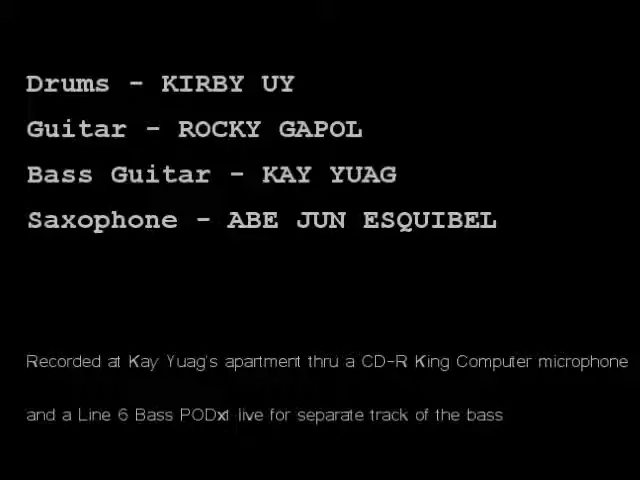 Drums - KIRBY UY
Guitar - ROCKY GAPOL
Bass Guitar - KAY YUAG
Saxophone - ABE JUN ESQUIBEL
Recorded at Kay Yuag's apartment thru a CD-R King Computer microphone
and a Line 6 Bass PODxt live for separate track of the bass